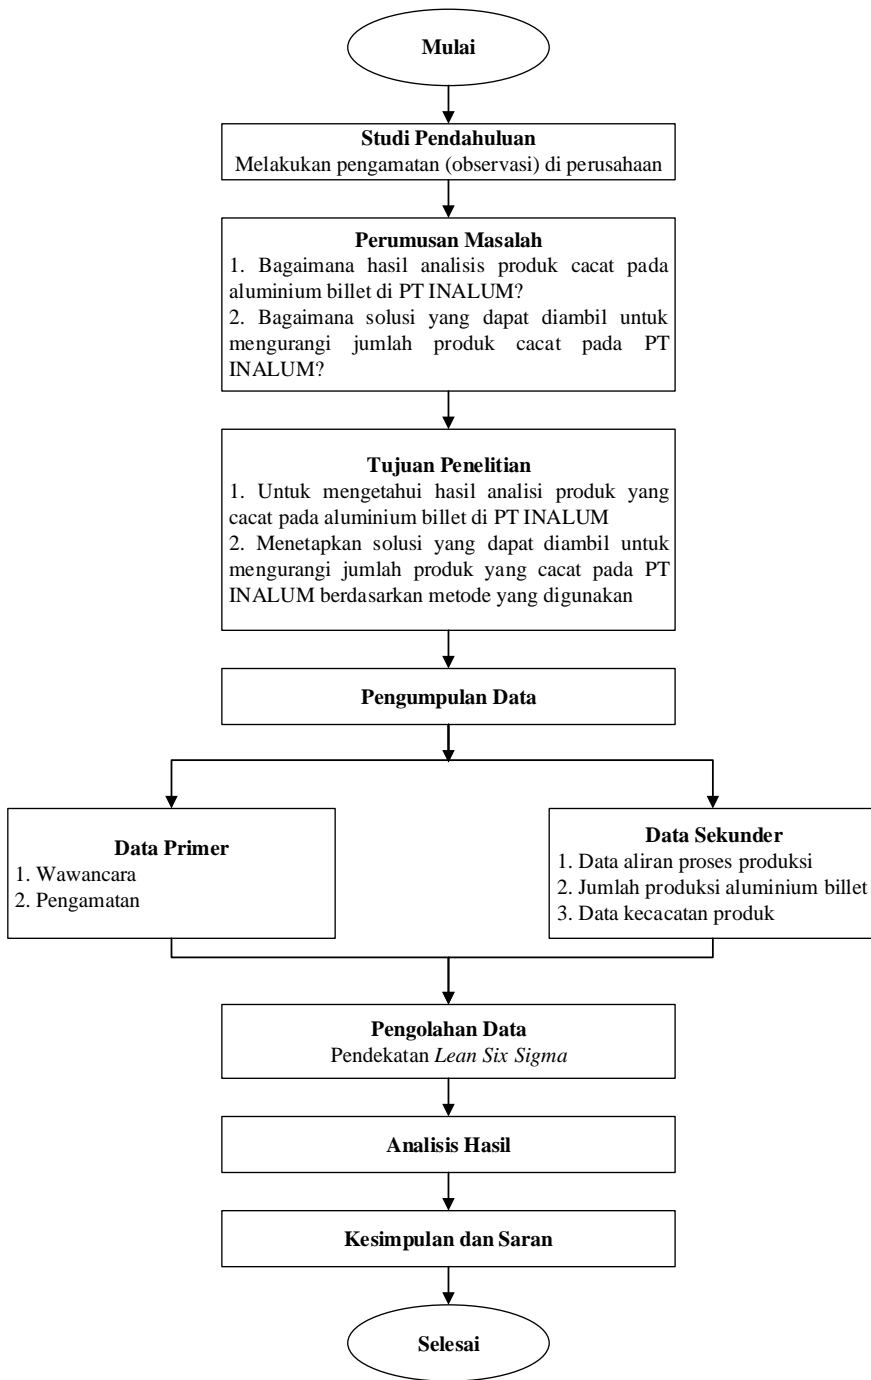 Mulai
Studi Pendahuluan
Melakukan pengamatan (observasi) di perusahaan
Perumusan Masalah
1. Bagaimana hasil analisis produk cacat pada
aluminium billet di PT INALUM?
2. Bagaimana solusi yang dapat diambil untuk
mengurangi jumlah produk cacat pada PT
INALUM?
Tujuan Penelitian
1. Untuk mengetahui hasil analisi produk yang
cacat pada aluminium billet di PT INALUM
2. Menetapkan solusi yang dapat diambil untuk
mengurangi jumlah produk yang cacat pada PT
INALUM berdasarkan metode yang digunakan
Pengumpulan Data
Data Primer
1. Wawancara
2. Pengamatan
Data Sekunder
1. Data aliran proses produksi
2. Jumlah produksi aluminium billet
3. Data kecacatan produk
Pengolahan Data
Pendekatan Lean Six Sigma
Analisis Hasil
Kesimpulan dan Saran
Selesai